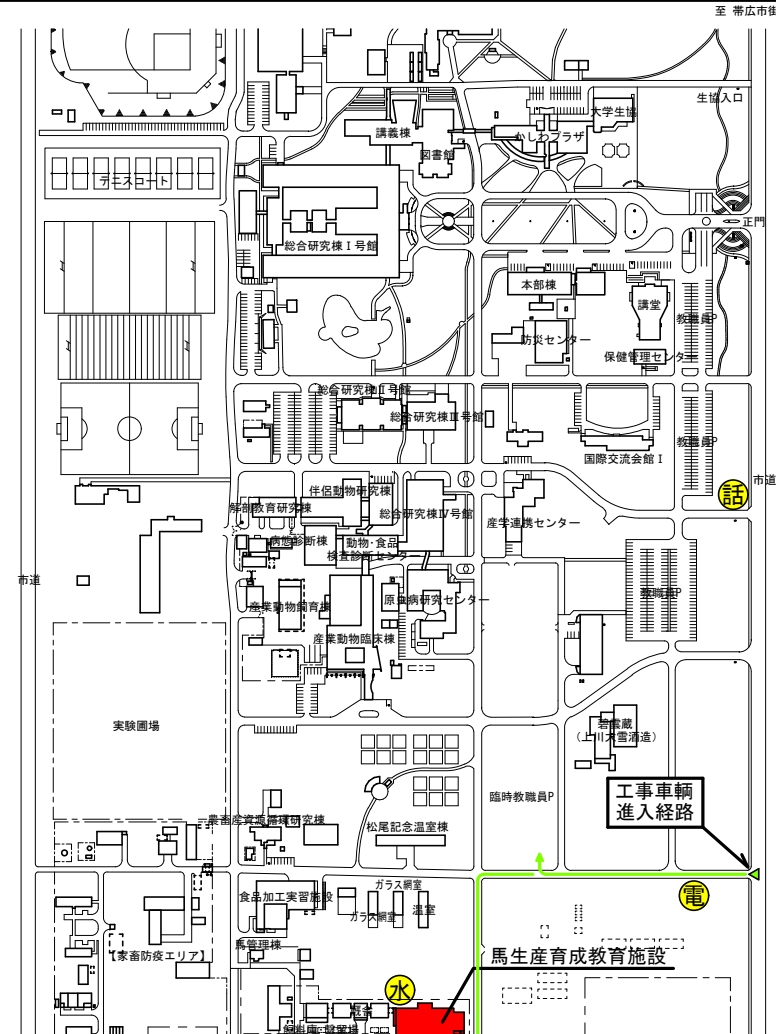 至 帯広市街
生協入口
大学生協
講義棟
かしわプラザ
図書館
テニスコート
正門
総合研究棟Ⅰ号館
本部棟
講堂
教職員P
防災センター
保健管理センター
総合研究棟Ⅱ号館
総合研究棟Ⅲ号館
教職員P
国際交流会館Ⅰ
市道
話
伴侶動物研究棟
解剖教育研究棟
総合研究棟Ⅳ号館
産学連携センター
病態診断棟
動物・食品
検査診断センター
市道
教職員P
産業動物飼育棟
原虫病研究センター
産業動物臨床棟
実験圃場
碧雲蔵
(上川大雪酒造)
工事車輌
進入経路
臨時教職員P
農畜産資源循環研究棟
松尾記念温室棟
電
食品加工実習施設
ガラス網室
ガラス網室
温室
馬管理棟
【家畜防疫エリア】
馬生産育成教育施設
水